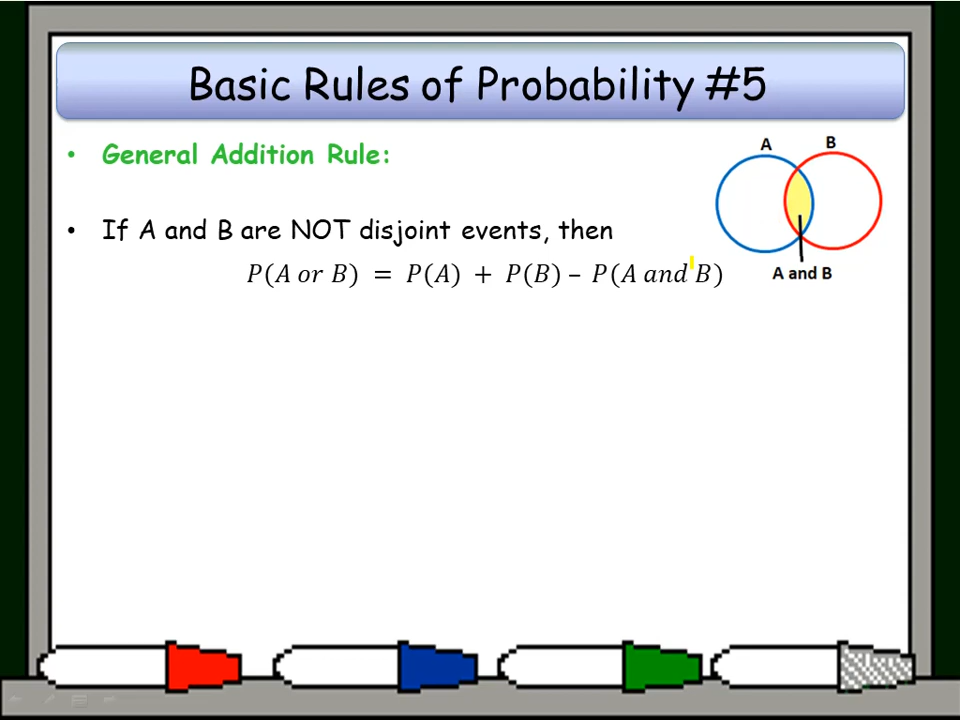 Basic Rules of Probability #5
• General Addition Rule:
A B
• If A and B are NOT disjoint events, then
P(A or B) = P(A) + P(B) – P(A and B)
A and B